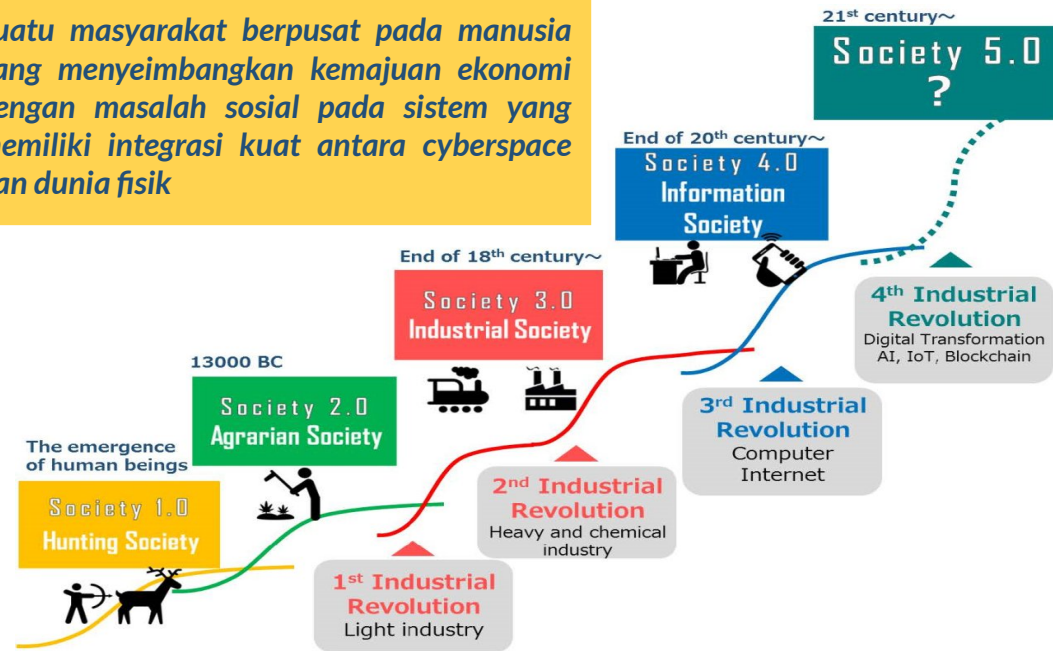 uatu masyarakat berpusat pada manusia
ang menyeimbangkan kemajuan ekonomi
engan masalah sosial pada sistem yang
emiliki integrasi kuat antara cyberspace
an dunia fisik
21st century~
Society 5.0
?
End of 20th century~
Society 4.0
Information
Society
End of 18th century~
Society 3.0
Industrial Society
13000 BC
Society 2.0
Agrarian Society
The emergence
of human beings
Society 1.0
Hunting Society
1st Industrial
Revolution
Light industry
2nd Industrial
Revolution
Heavy and chemical
industry
3rd Industrial
Revolution
Computer
Internet
4th Industrial
Revolution
Digital Transformation
AI, IoT, Blockchain